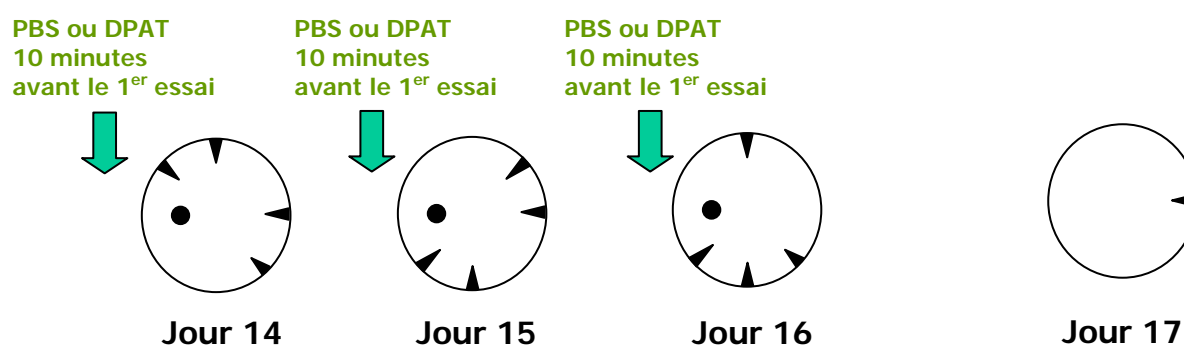 PBS ou DPAT
10 minutes
avant le 1er essai
PBS ou DPAT
10 minutes
avant le 1er essai
PBS ou DPAT
10 minutes
avant le 1er essai
Jour 14
Jour 15
Jour 16
Jour 17